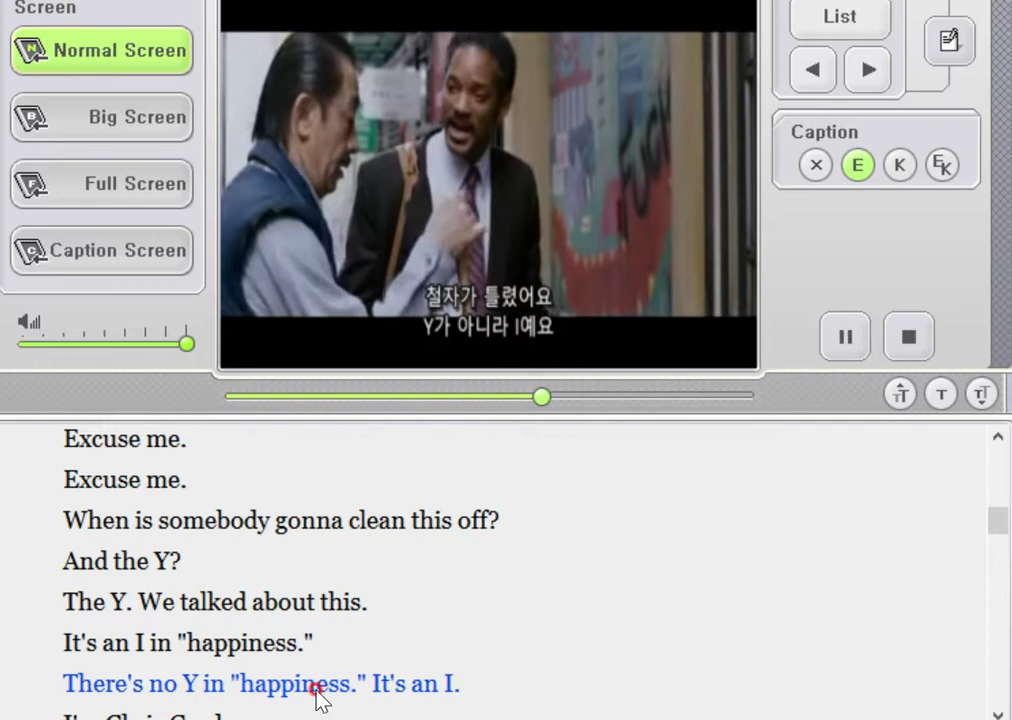 Screen
Normal Screen
Big Screen
Full Screen
Caption Screen
List
Caption
× E K EK
철자가 틀렸어요
Y가 아니라 I예요
T T T
Excuse me.
Excuse me.
When is somebody gonna clean this off?
And the Y?
The Y. We talked about this.
It's an I in "happiness."
There's no Y in "happiness." It's an I.